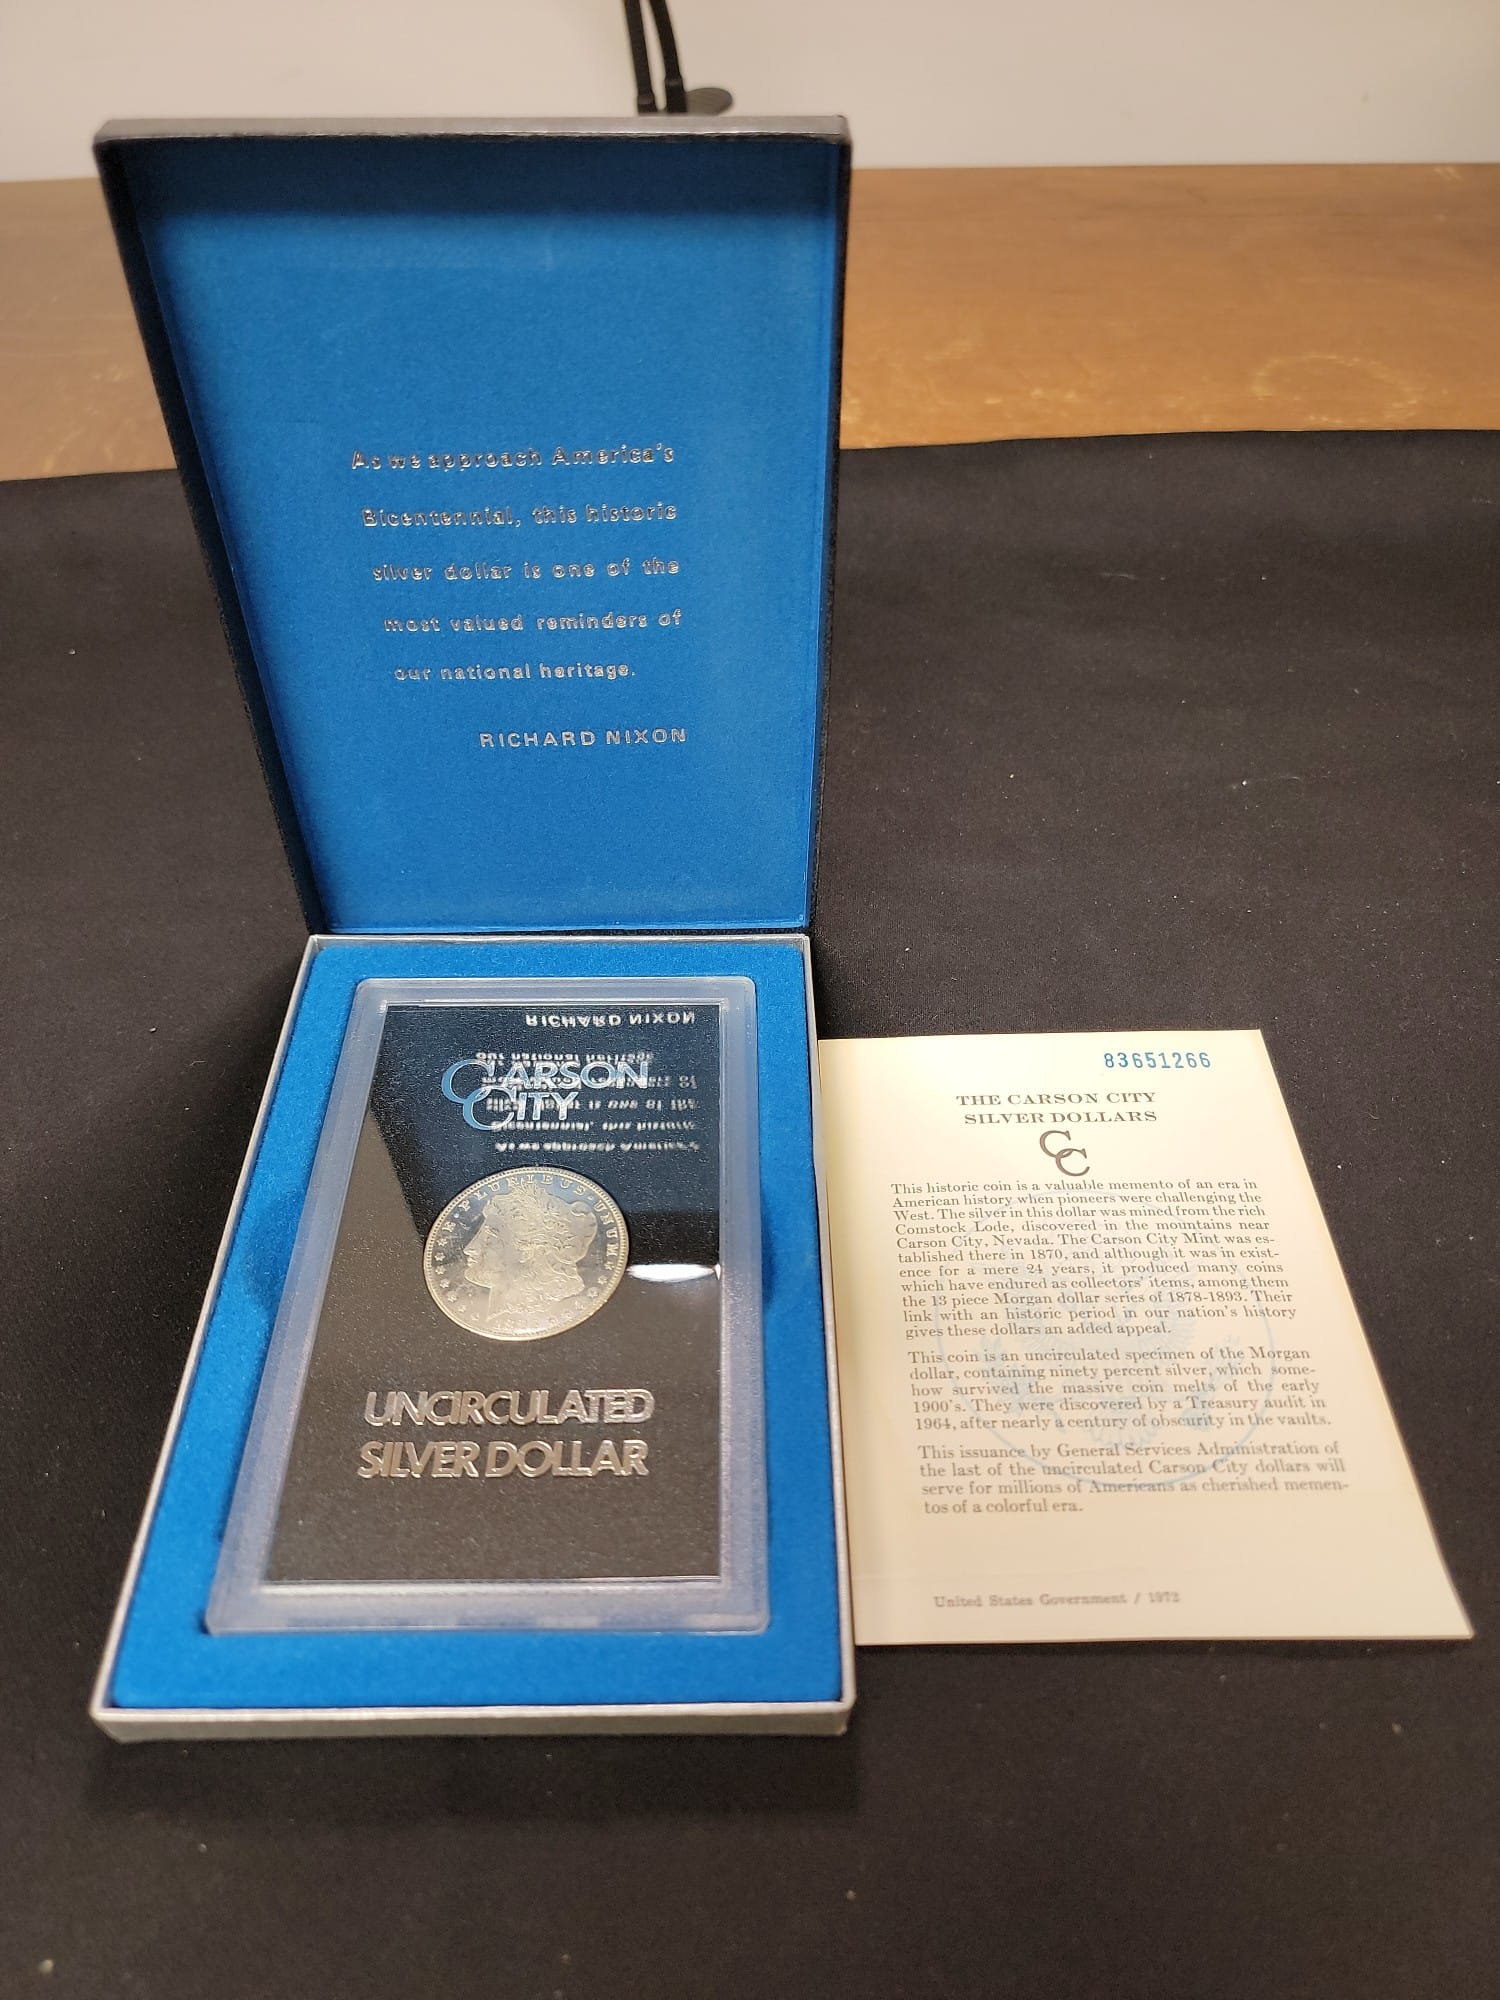 As we approach America's
Bicentennial, this historic
silver dollar is one of the
most valued reminders of
our national heritage.
RICHARD NIXON
CARSON
CITY
E · PLURIBUS · UNUM
UNCIRCULATED
SILVER DOLLAR
83651266
THE CARSON CITY
SILVER DOLLARS
CC
This historic coin is a valuable memento of an era in
American history when pioneers were challenging the
West. The silver in this dollar was mined from the rich
Comstock Lode, discovered in the mountains near
Carson City, Nevada. The Carson City Mint was es-
tablished there in 1870, and although it was in exist-
ence for a mere 24 years, it produced many coins
which have endured as collectors' items, among them
the 13 piece Morgan dollar series of 1878-1893. Their
link with an historic period in our nation's history
gives these dollars an added appeal.
This coin is an uncirculated specimen of the Morgan
dollar, containing ninety percent silver, which some-
how survived the massive coin melts of the early
1900's. They were discovered by a Treasury audit in
1964, after nearly a century of obscurity in the vaults.
This issuance by General Services Administration of
the last of the uncirculated Carson City dollars will
serve for millions of Americans as cherished memen-
tos of a colorful era.
United States Government / 1972